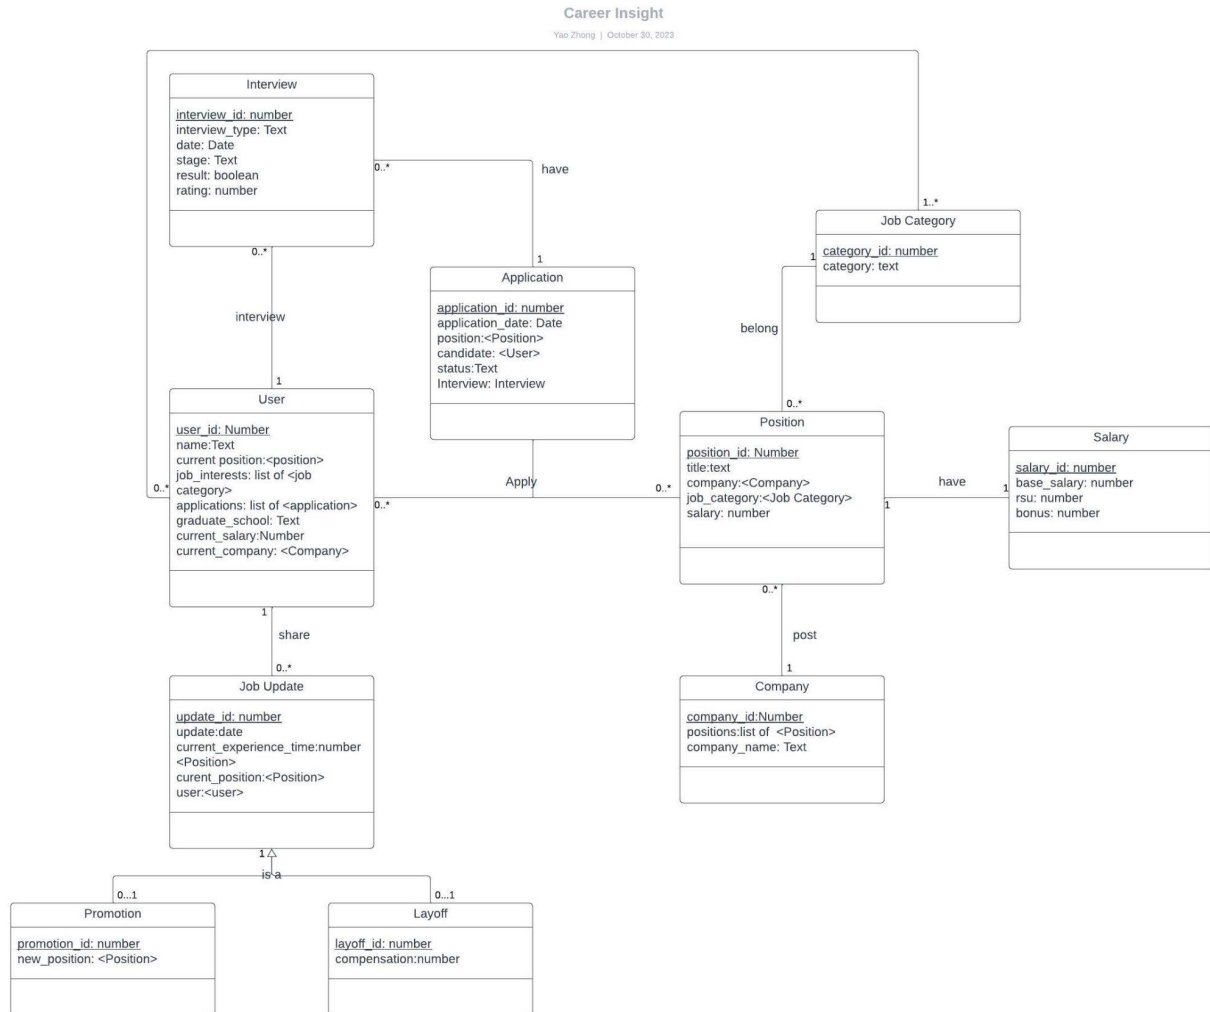 Career Insight
Yao Zhong | October 30, 2023
Interview
interview_id: number
interview_type: Text
date: Date
stage: Text
result: boolean
rating: number
0..*
have
0..*
1
Application
application_id: number
application_date: Date
position:<Position>
candidate: <User>
status:Text
Interview: Interview
1..*
Job Category
category_id: number
category: text
1
belong
0..*
interview
1
User
user_id: Number
name:Text
current position:<position>
job_interests: list of <job
category>
applications: list of <application>
graduate_school: Text
current_salary:Number
current_company: <Company>
0..*
0..*
Apply
0..*
Position
position_id: Number
title:text
company:<Company>
job_category:<Job Category>
salary: number
1
have
1
Salary
salary_id: number
base_salary: number
rsu: number
bonus: number
1
share
0..*
Job Update
update_id: number
update:date
current_experience_time:number
<Position>
curent_position:<Position>
user:<user>
0..*
post
1
Company
company_id:Number
positions:list of <Position>
company_name: Text
1
is a
0...1
0...1
Promotion
promotion_id: number
new_position: <Position>
Layoff
layoff_id: number
compensation:number